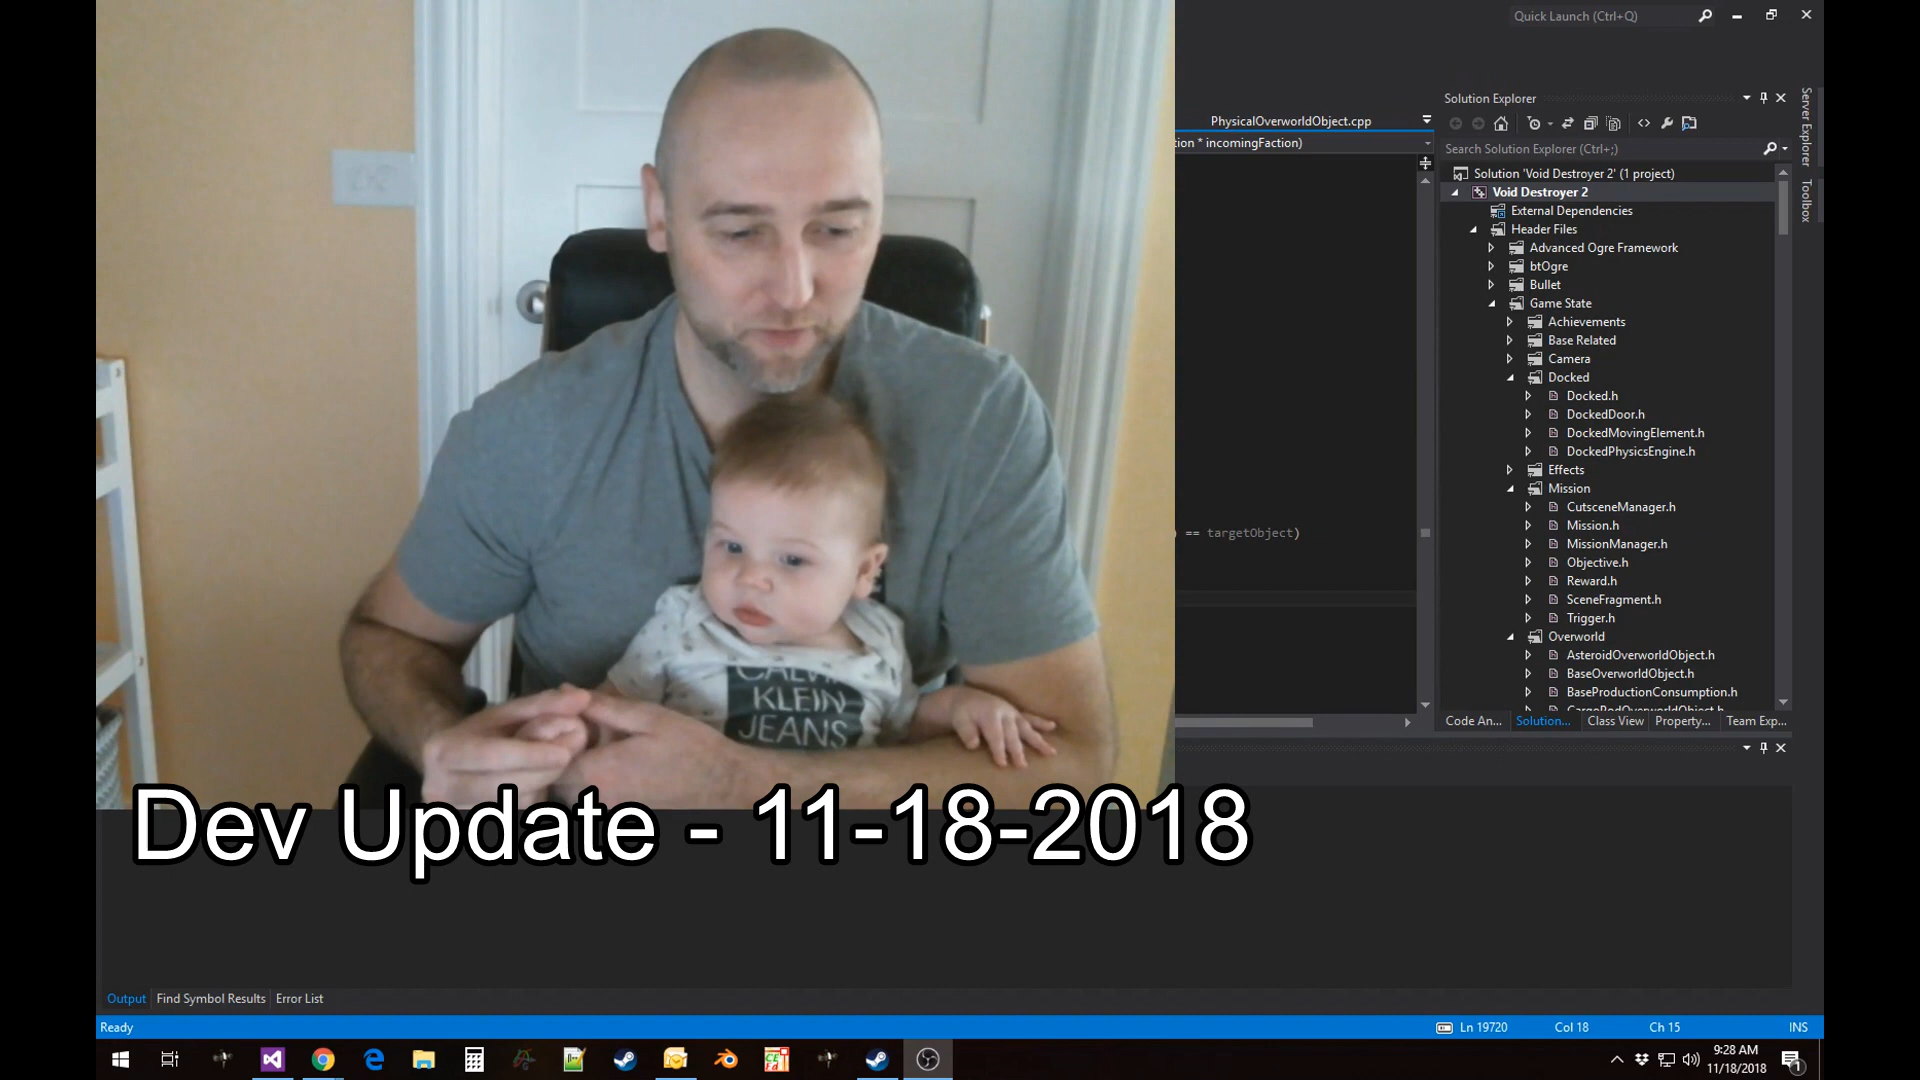 Quick Launch (Ctrl+Q)
Solution Explorer
PhysicalOverworldObject.cpp
tion * incomingFaction)
Search Solution Explorer (Ctrl+;)
Server Explorer
Toolbox
Solution 'Void Destroyer 2' (1 project)
Void Destroyer 2
External Dependencies
Header Files
Advanced Ogre Framework
btOgre
Bullet
Game State
Achievements
Base Related
Camera
Docked
Docked.h
DockedDoor.h
DockedMovingElement.h
DockedPhysicsEngine.h
Effects
Mission
CutsceneManager.h
Mission.h
) == targetObject)
MissionManager.h
Objective.h
Reward.h
SceneFragment.h
Trigger.h
Overworld
AsteroidOverworldObject.h
BaseOverworldObject.h
BaseProductionConsumption.h
CargoPodOverworldObject.h
CALVIN
KLEIN
JEANS
Code An... Solution... Class View Property... Team Exp...
Dev Update - 11-18-2018
Output Find Symbol Results Error List
Ready Ln 19720 Col 18 Ch 15 INS
9:28 AM
11/18/2018
1